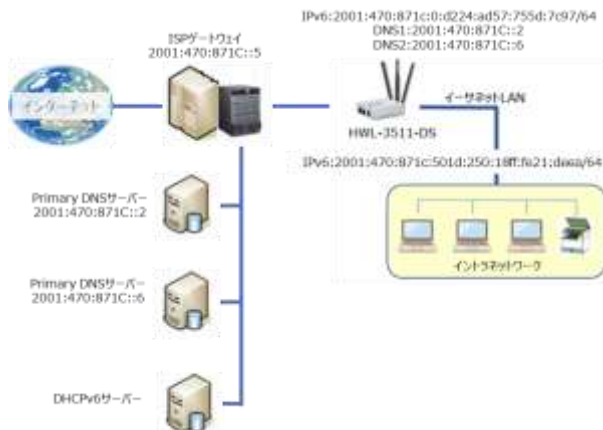 ISPゲートウェイ
2001:470:871C::5
IPv6:2001:470:871c:0:d224:ad57:755d:7c97/64
DNS1:2001:470:871C::2
DNS2:2001:470:871C::6
インターネット
イーサネットLAN
HWL-3511-DS
IPv6:2001:470:871c:501d:250:18ff:fe21:deea/64
Primary DNSサーバー
2001:470:871C::2
イントラネットワーク
Primary DNSサーバー
2001:470:871C::6
DHCPv6サーバー